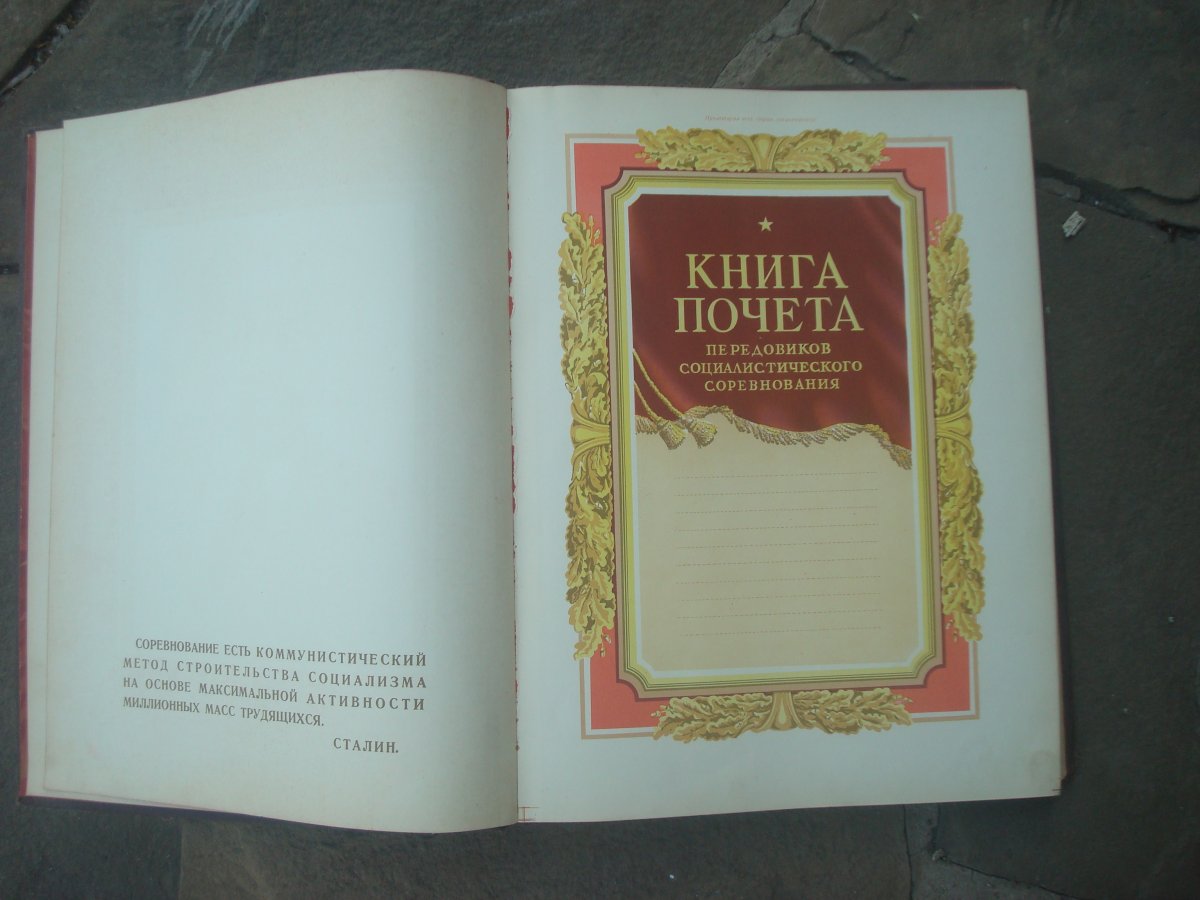 СОРЕВНОВАНИЕ ЕСТЬ КОММУНИСТИЧЕСКИЙ
МЕТОД СТРОИТЕЛЬСТВА СОЦИАЛИЗМА
НА ОСНОВЕ МАКСИМАЛЬНОЙ АКТИВНОСТИ
МИЛЛИОННЫХ МАСС ТРУДЯЩИХСЯ.
СТАЛИН.
КНИГА
ПОЧЕТА
ПЕРЕДОВИКОВ
СОЦИАЛИСТИЧЕСКОГО
СОРЕВНОВАНИЯ